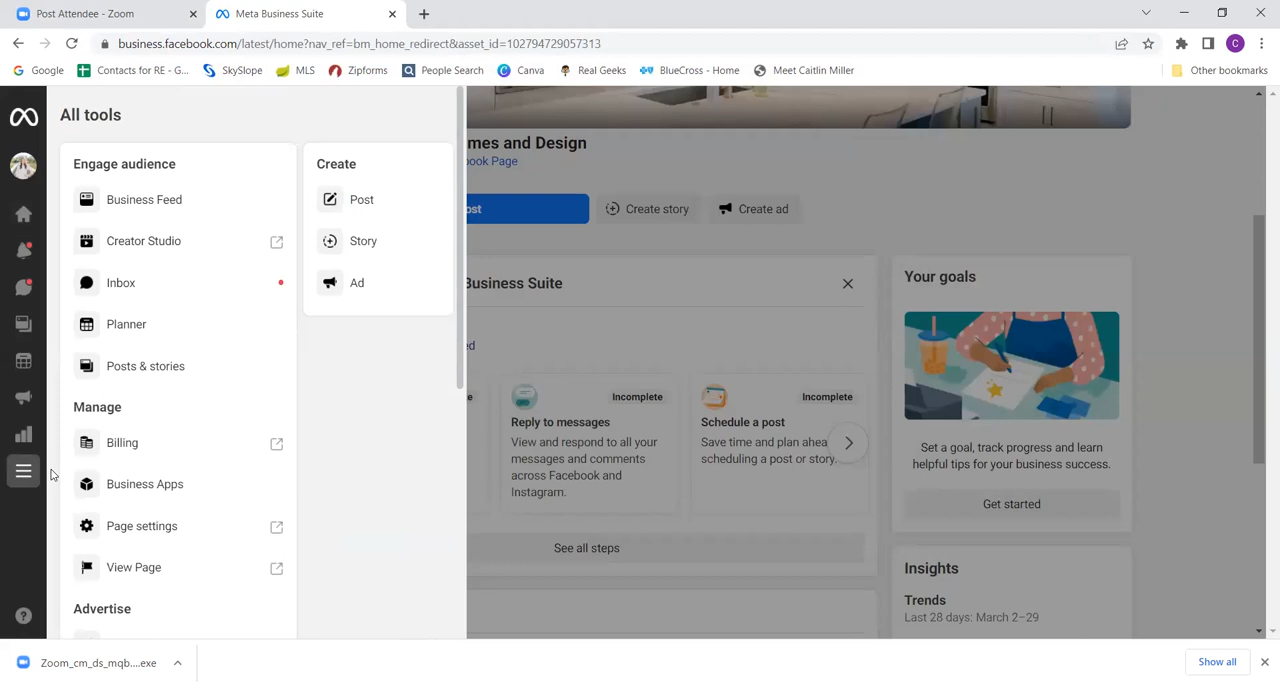 Post Attendee - Zoom
Meta Business Suite
business.facebook.com/latest/home?nav_ref=bm_home_redirect&asset_id=102794729057313
C
Google
Contacts for RE - G...
SkySlope
MLS
Zipforms
People Search
Canva
Real Geeks
BlueCross - Home
Meet Caitlin Miller
Other bookmarks
All tools
Engage audience
Business Feed
Creator Studio
Inbox
Planner
Posts & stories
Manage
Billing
Business Apps
Page settings
View Page
Advertise
Create
Post
Story
Ad
mes and Design
ook Page
ost
Create story
Create ad
Business Suite
ed
e
Incomplete
Reply to messages
View and respond to all your
messages and comments
across Facebook and
Instagram.
Incomplete
Schedule a post
Save time and plan ahea
scheduling a post or story.
See all steps
Your goals
Set a goal, track progress and learn
helpful tips for your business success.
Get started
Insights
Trends
Last 28 days: March 2–29
Zoom_cm_ds_mqb....exe
Show all